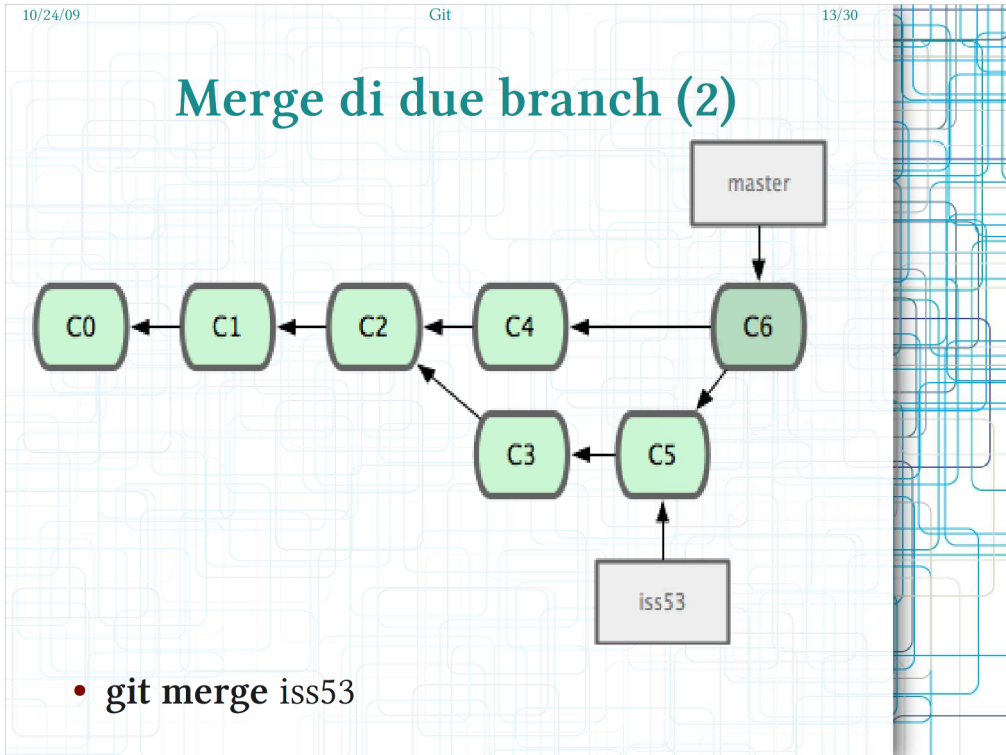 10/24/09 Git 13/30
Merge di due branch (2)
master
C0 C1 C2 C4 C6
C3 C5
iss53
• git merge iss53